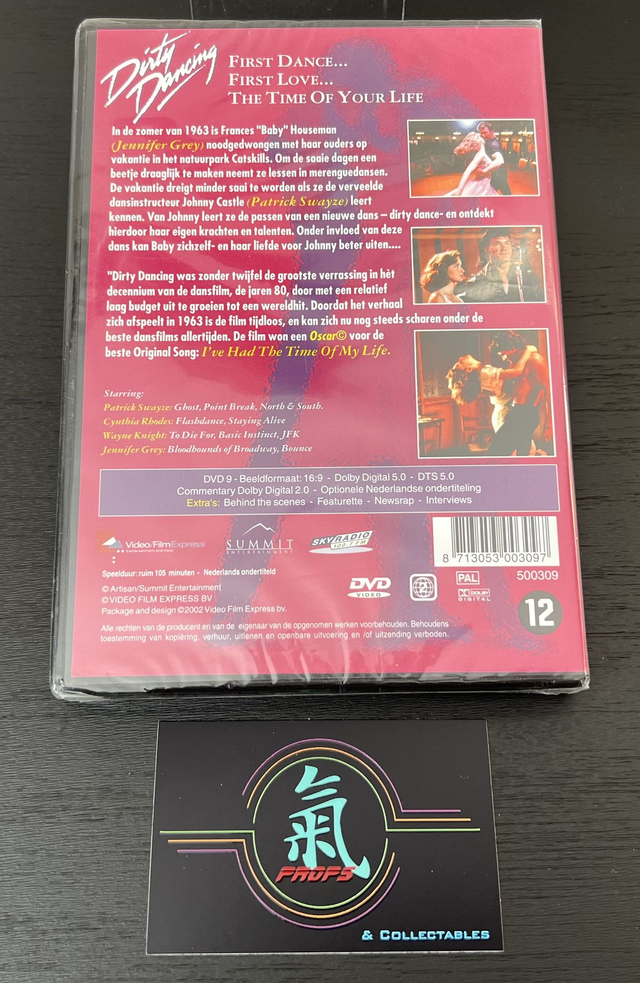 Dirty
Dancing
FIRST DANCE...
FIRST LOVE...
THE TIME OF YOUR LIFE
In de zomer van 1963 is Frances "Baby" Houseman
(Jennifer Grey) noodgedwongen met haar ouders op
vakantie in het natuurpark Catskills. Om de saaie dagen een
beetje draaglijk te maken neemt ze lessen in merenguedansen.
De vakantie dreigt minder saai te worden als ze de verveelde
dansinstructeur Johnny Castle (Patrick Swayze) leert
kennen. Van Johnny leert ze de passen van een nieuwe dans – dirty dance- en ontdekt
hierdoor haar eigen krachten en talenten. Onder invloed van deze
dans kan Baby zichzelf- en haar liefde voor Johnny beter uiten....
"Dirty Dancing was zonder twijfel de grootste verrassing in hèt
decennium van de dansfilm, de jaren 80, door met een relatief
laag budget uit te groeien tot een wereldhit. Doordat het verhaal
zich afspeelt in 1963 is de film tijdloos, en kan zich nu nog steeds scharen onder de
beste dansfilms allertijden. De film won een Oscar© voor de
beste Original Song: I've Had The Time Of My Life.
Starring:
Patrick Swayze: Ghost, Point Break, North & South.
Cynthia Rhodes: Flashdance, Staying Alive
Wayne Knight: To Die For, Basic Instinct, JFK
Jennifer Grey: Bloodhounds of Broadway, Bounce
DVD 9 - Beeldformaat: 16:9 - Dolby Digital 5.0 - DTS 5.0
Commentary Dolby Digital 2.0 - Optionele Nederlandse ondertiteling
Extra's: Behind the scenes - Featurette - Newsrap - Interviews
Video/Film Express
SUMMIT
ENTERTAINMENT
SKYRADIO
100.7 FM
8 713053 003097
Speelduur: ruim 105 minuten - Nederlands ondertiteld
© Artisan/Summit Entertainment
© VIDEO FILM EXPRESS BV
Package and design ©2002 Video Film Express bv.
DVD
VIDEO
2
PAL
DOLBY
DIGITAL
500309
12
Alle rechten van de producent en van de eigenaar van de opgenomen werken voorbehouden. Behoudens
toestemming van kopiëring, verhuur, uitlenen en openbare uitvoering en /of uitzending verboden.
氣
PROPS
& COLLECTABLES